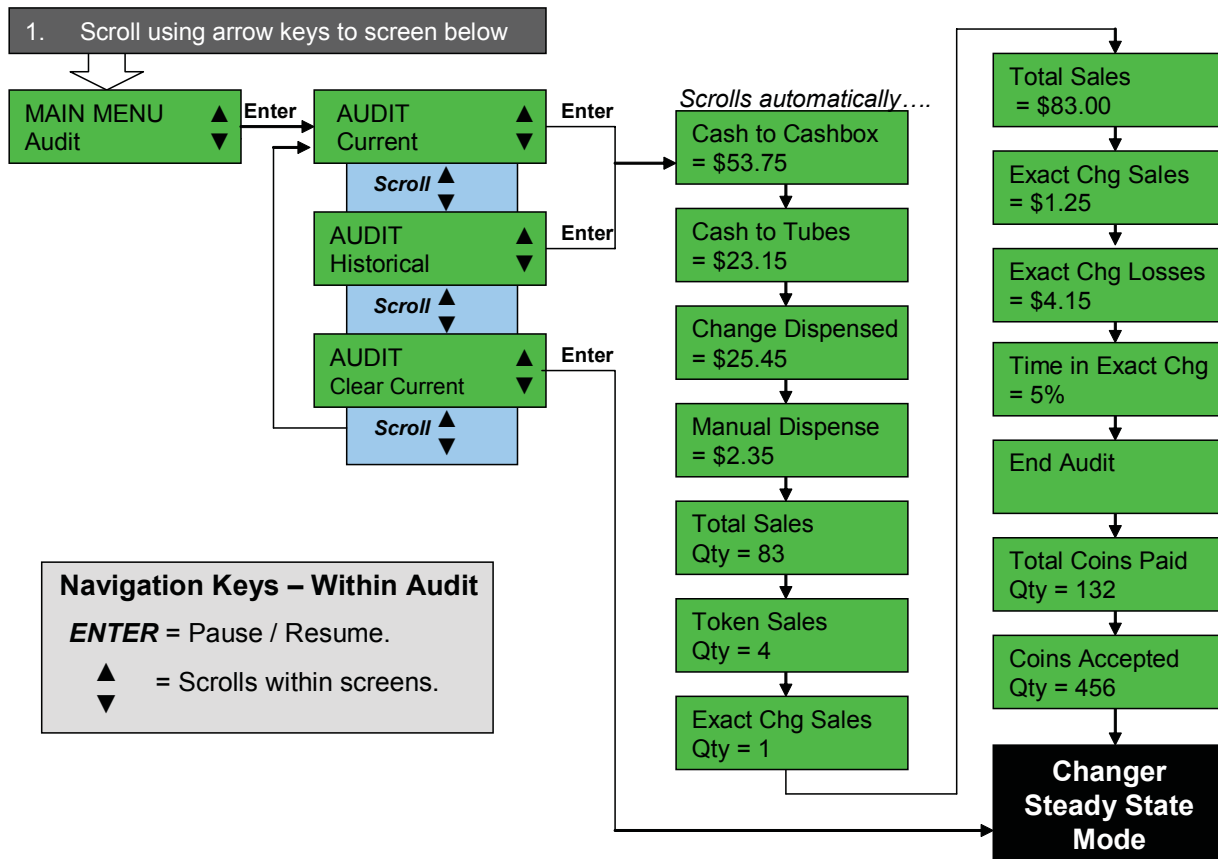 1. Scroll using arrow keys to screen below
MAIN MENU ▲
Audit ▼
Enter
AUDIT ▲
Current ▼
Enter
Scroll ▲
▼
AUDIT ▲
Historical ▼
Enter
Scroll ▲
▼
AUDIT ▲
Clear Current ▼
Enter
Scroll ▲
▼
Scrolls automatically….
Cash to Cashbox
= $53.75
Cash to Tubes
= $23.15
Change Dispensed
= $25.45
Manual Dispense
= $2.35
Total Sales
Qty = 83
Token Sales
Qty = 4
Exact Chg Sales
Qty = 1
Total Sales
= $83.00
Exact Chg Sales
= $1.25
Exact Chg Losses
= $4.15
Time in Exact Chg
= 5%
End Audit
Total Coins Paid
Qty = 132
Coins Accepted
Qty = 456
Changer
Steady State
Mode
Navigation Keys – Within Audit
ENTER = Pause / Resume.
▲
▼ = Scrolls within screens.